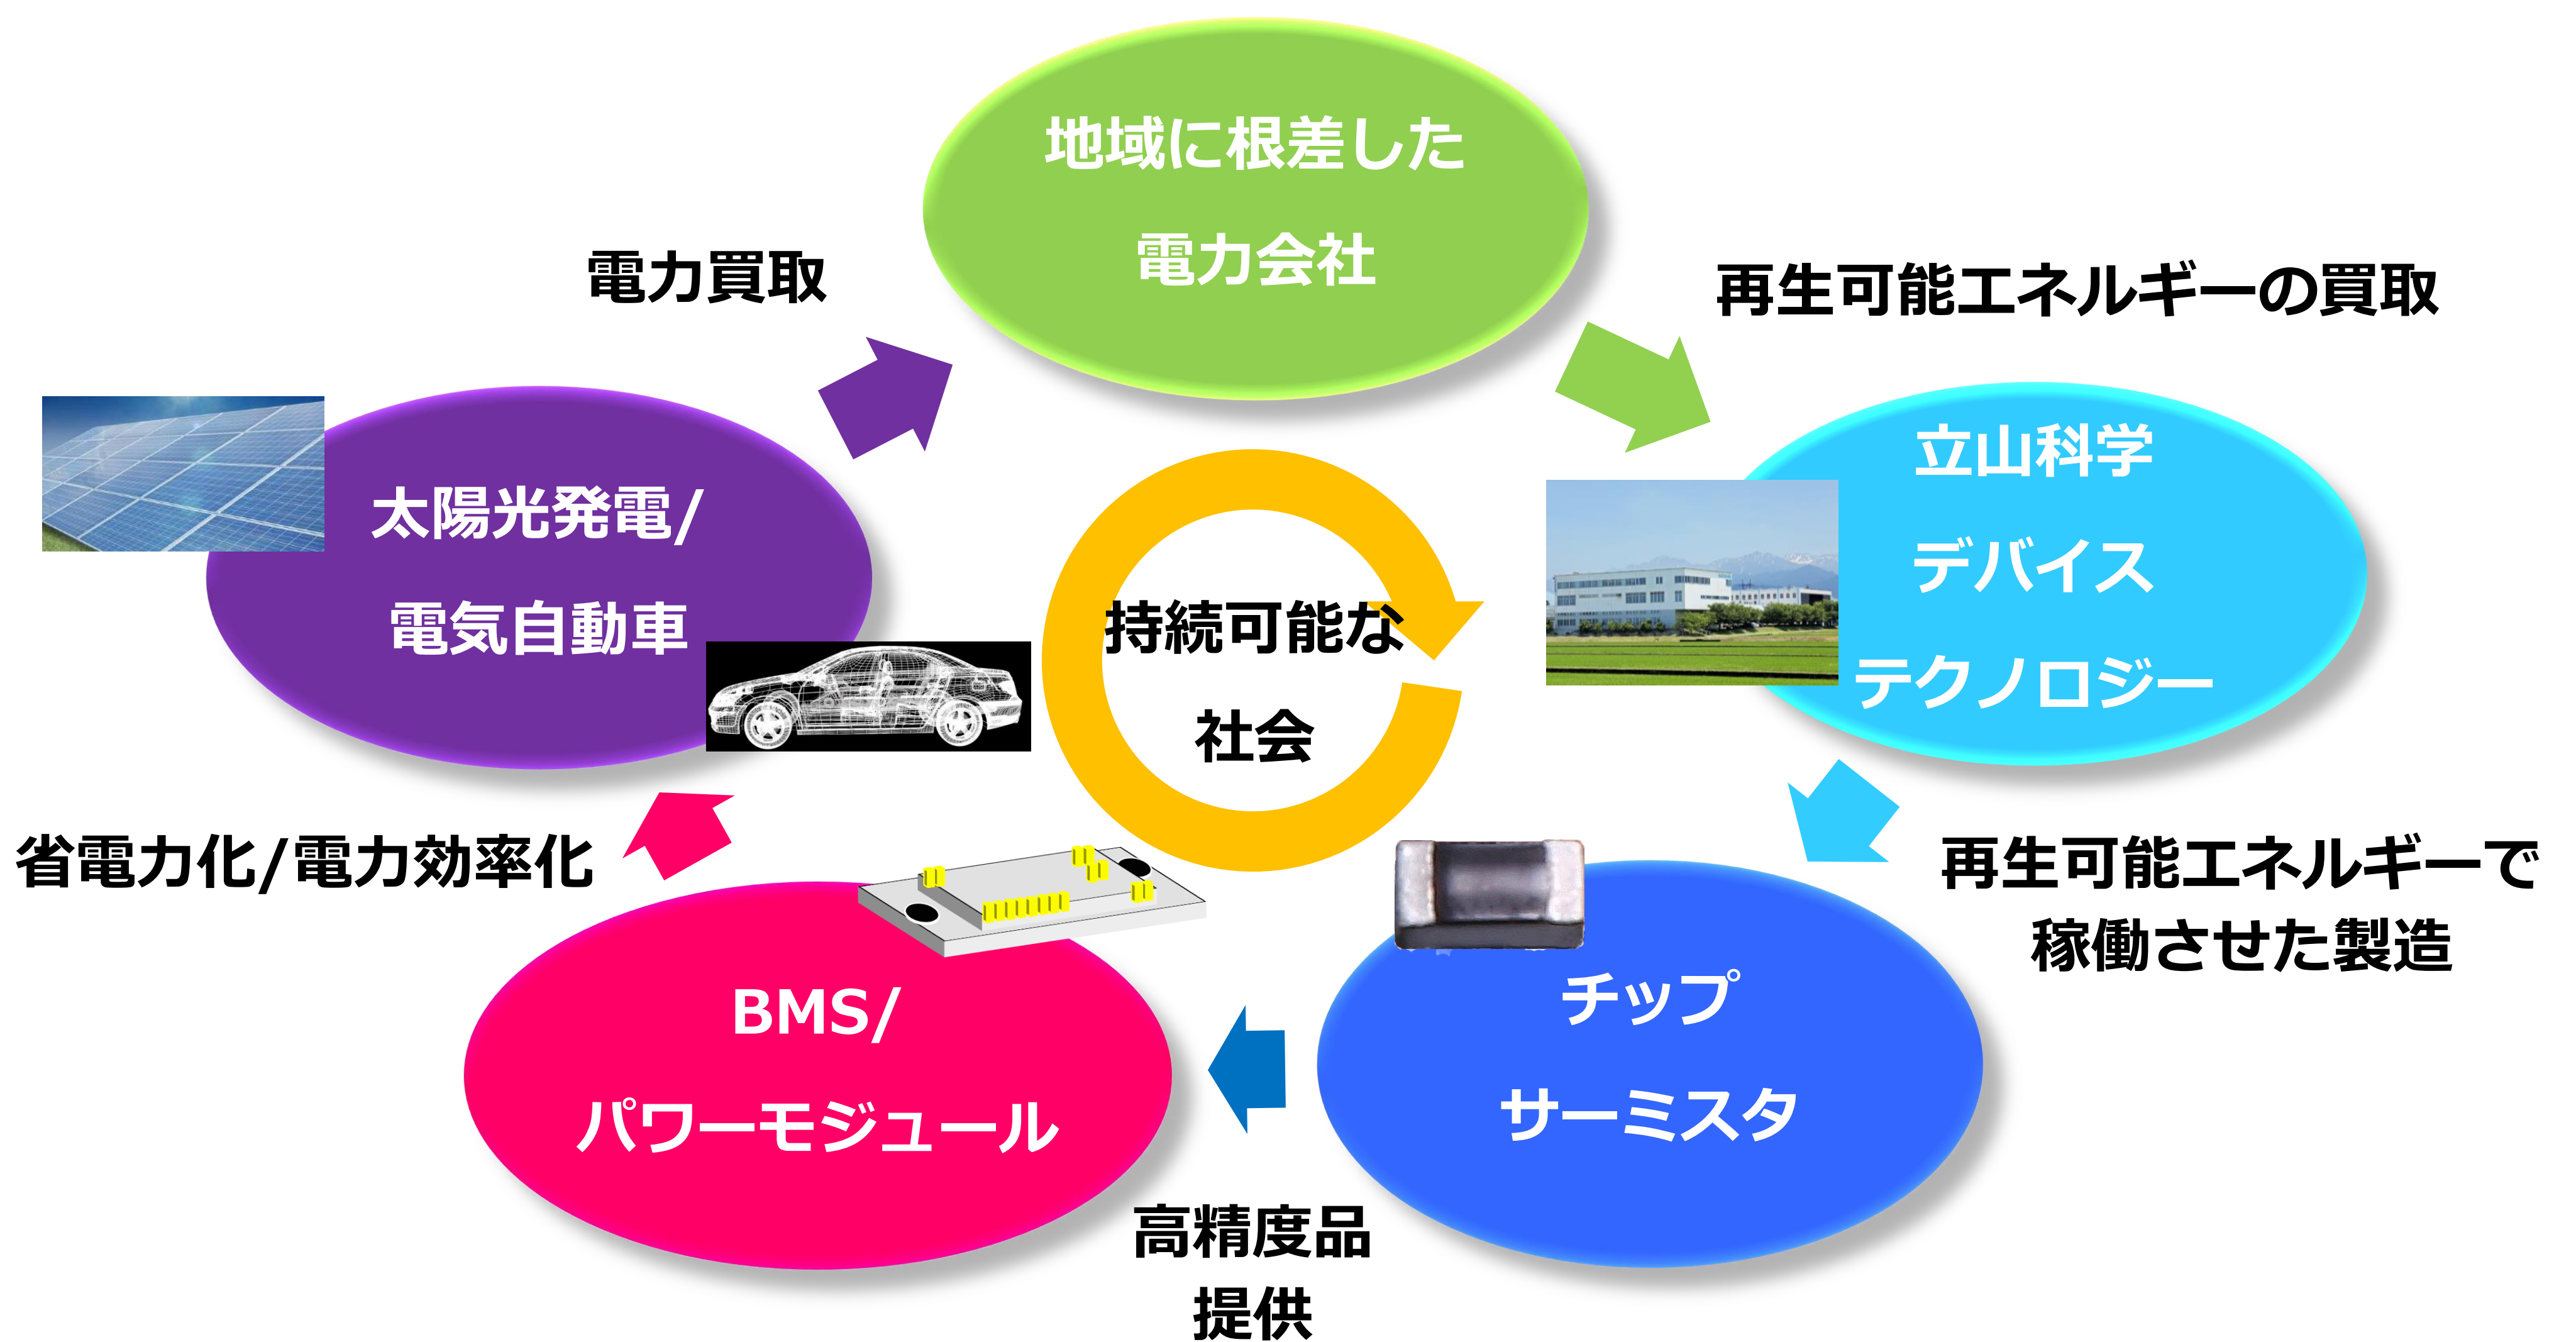 地域に根差した
電力会社
電力買取
再生可能エネルギーの買取
立山科学
デバイス
テクノロジー
太陽光発電/
電気自動車
持続可能な
社会
省電力化/電力効率化
再生可能エネルギーで
稼働させた製造
チップ
サーミスタ
BMS/
パワーモジュール
高精度品
提供